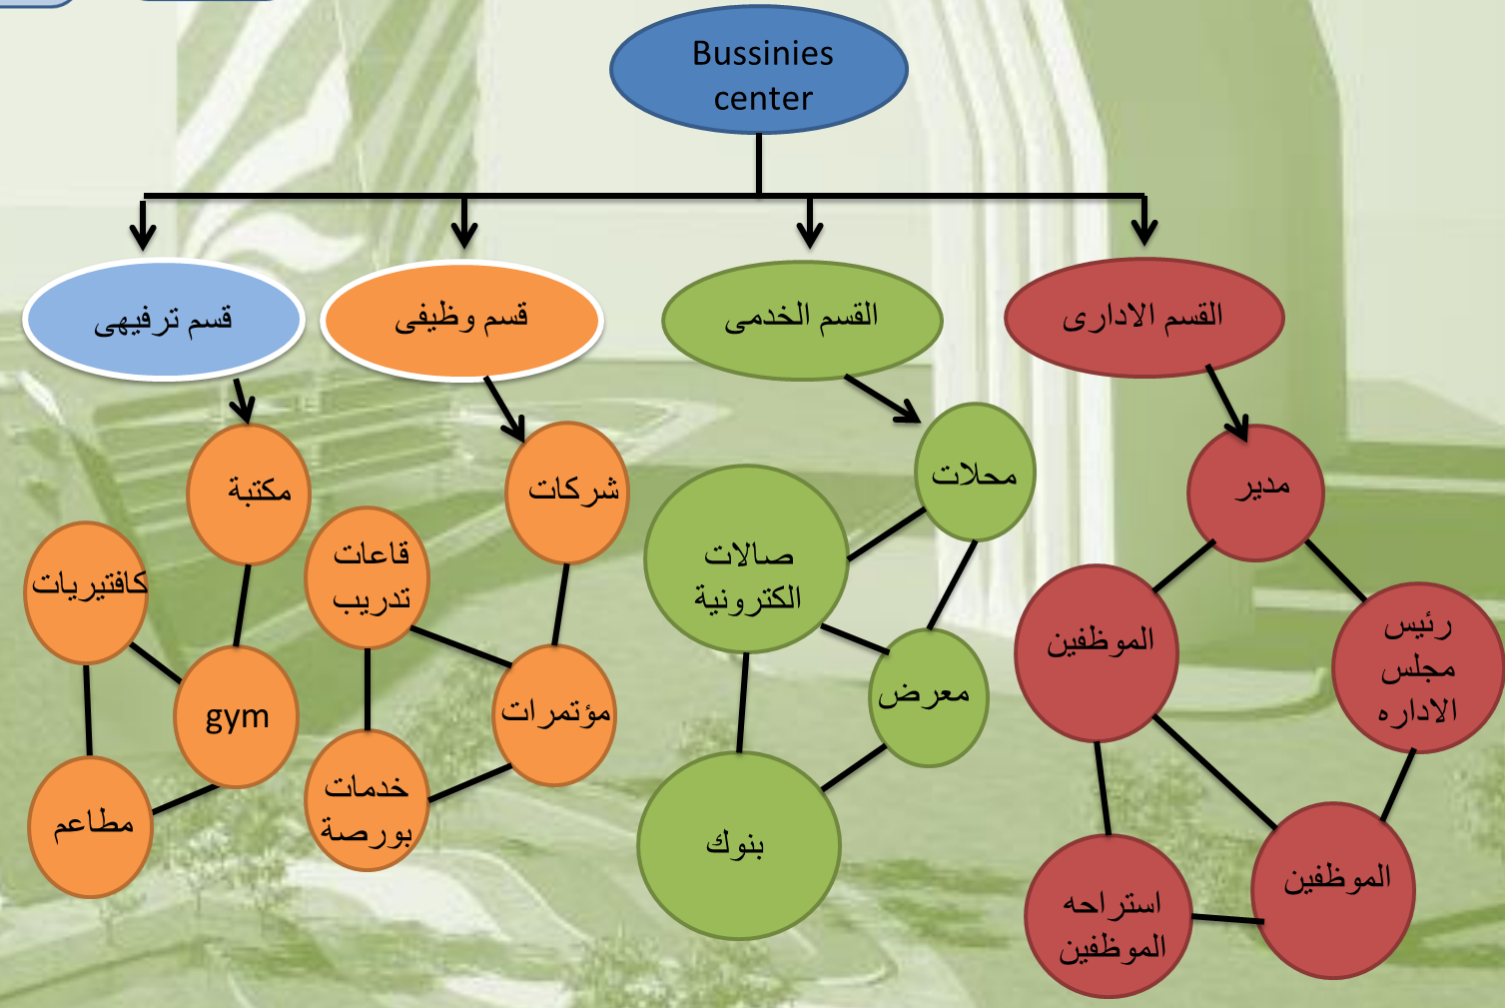 Bussinies
center
القسم الادارى
القسم الخدمى
قسم وظيفى
قسم ترفيهى
مدير
رئيس
مجلس
الاداره
الموظفين
الموظفين
استراحه
الموظفين
محلات
صالات
الكترونية
معرض
بنوك
شركات
قاعات
تدريب
مؤتمرات
خدمات
بورصة
مكتبة
كافتيريات
gym
مطاعم